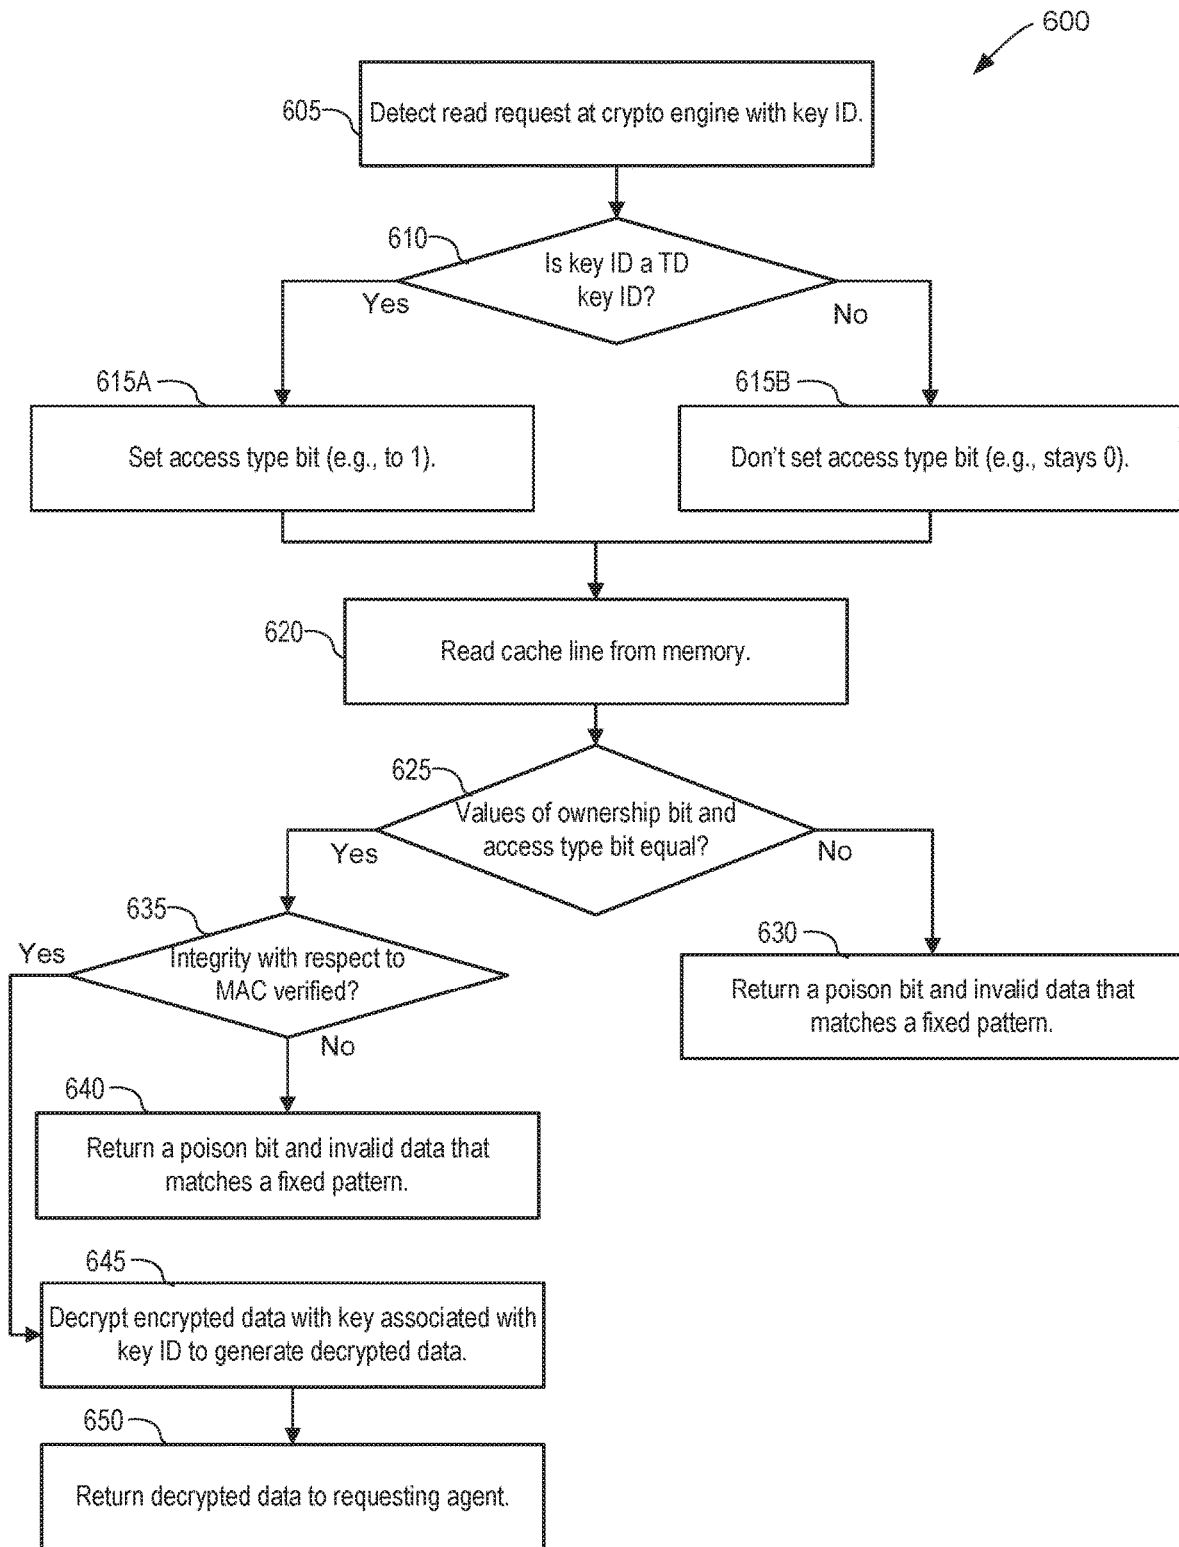 600
605
Detect read request at crypto engine with key ID.
610
Is key ID a TD
key ID?
Yes
No
615A
Set access type bit (e.g., to 1).
615B
Don't set access type bit (e.g., stays 0).
620
Read cache line from memory.
625
Values of ownership bit and
access type bit equal?
Yes
No
630
Return a poison bit and invalid data that
matches a fixed pattern.
635
Integrity with respect to
MAC verified?
Yes
No
640
Return a poison bit and invalid data that
matches a fixed pattern.
645
Decrypt encrypted data with key associated with
key ID to generate decrypted data.
650
Return decrypted data to requesting agent.